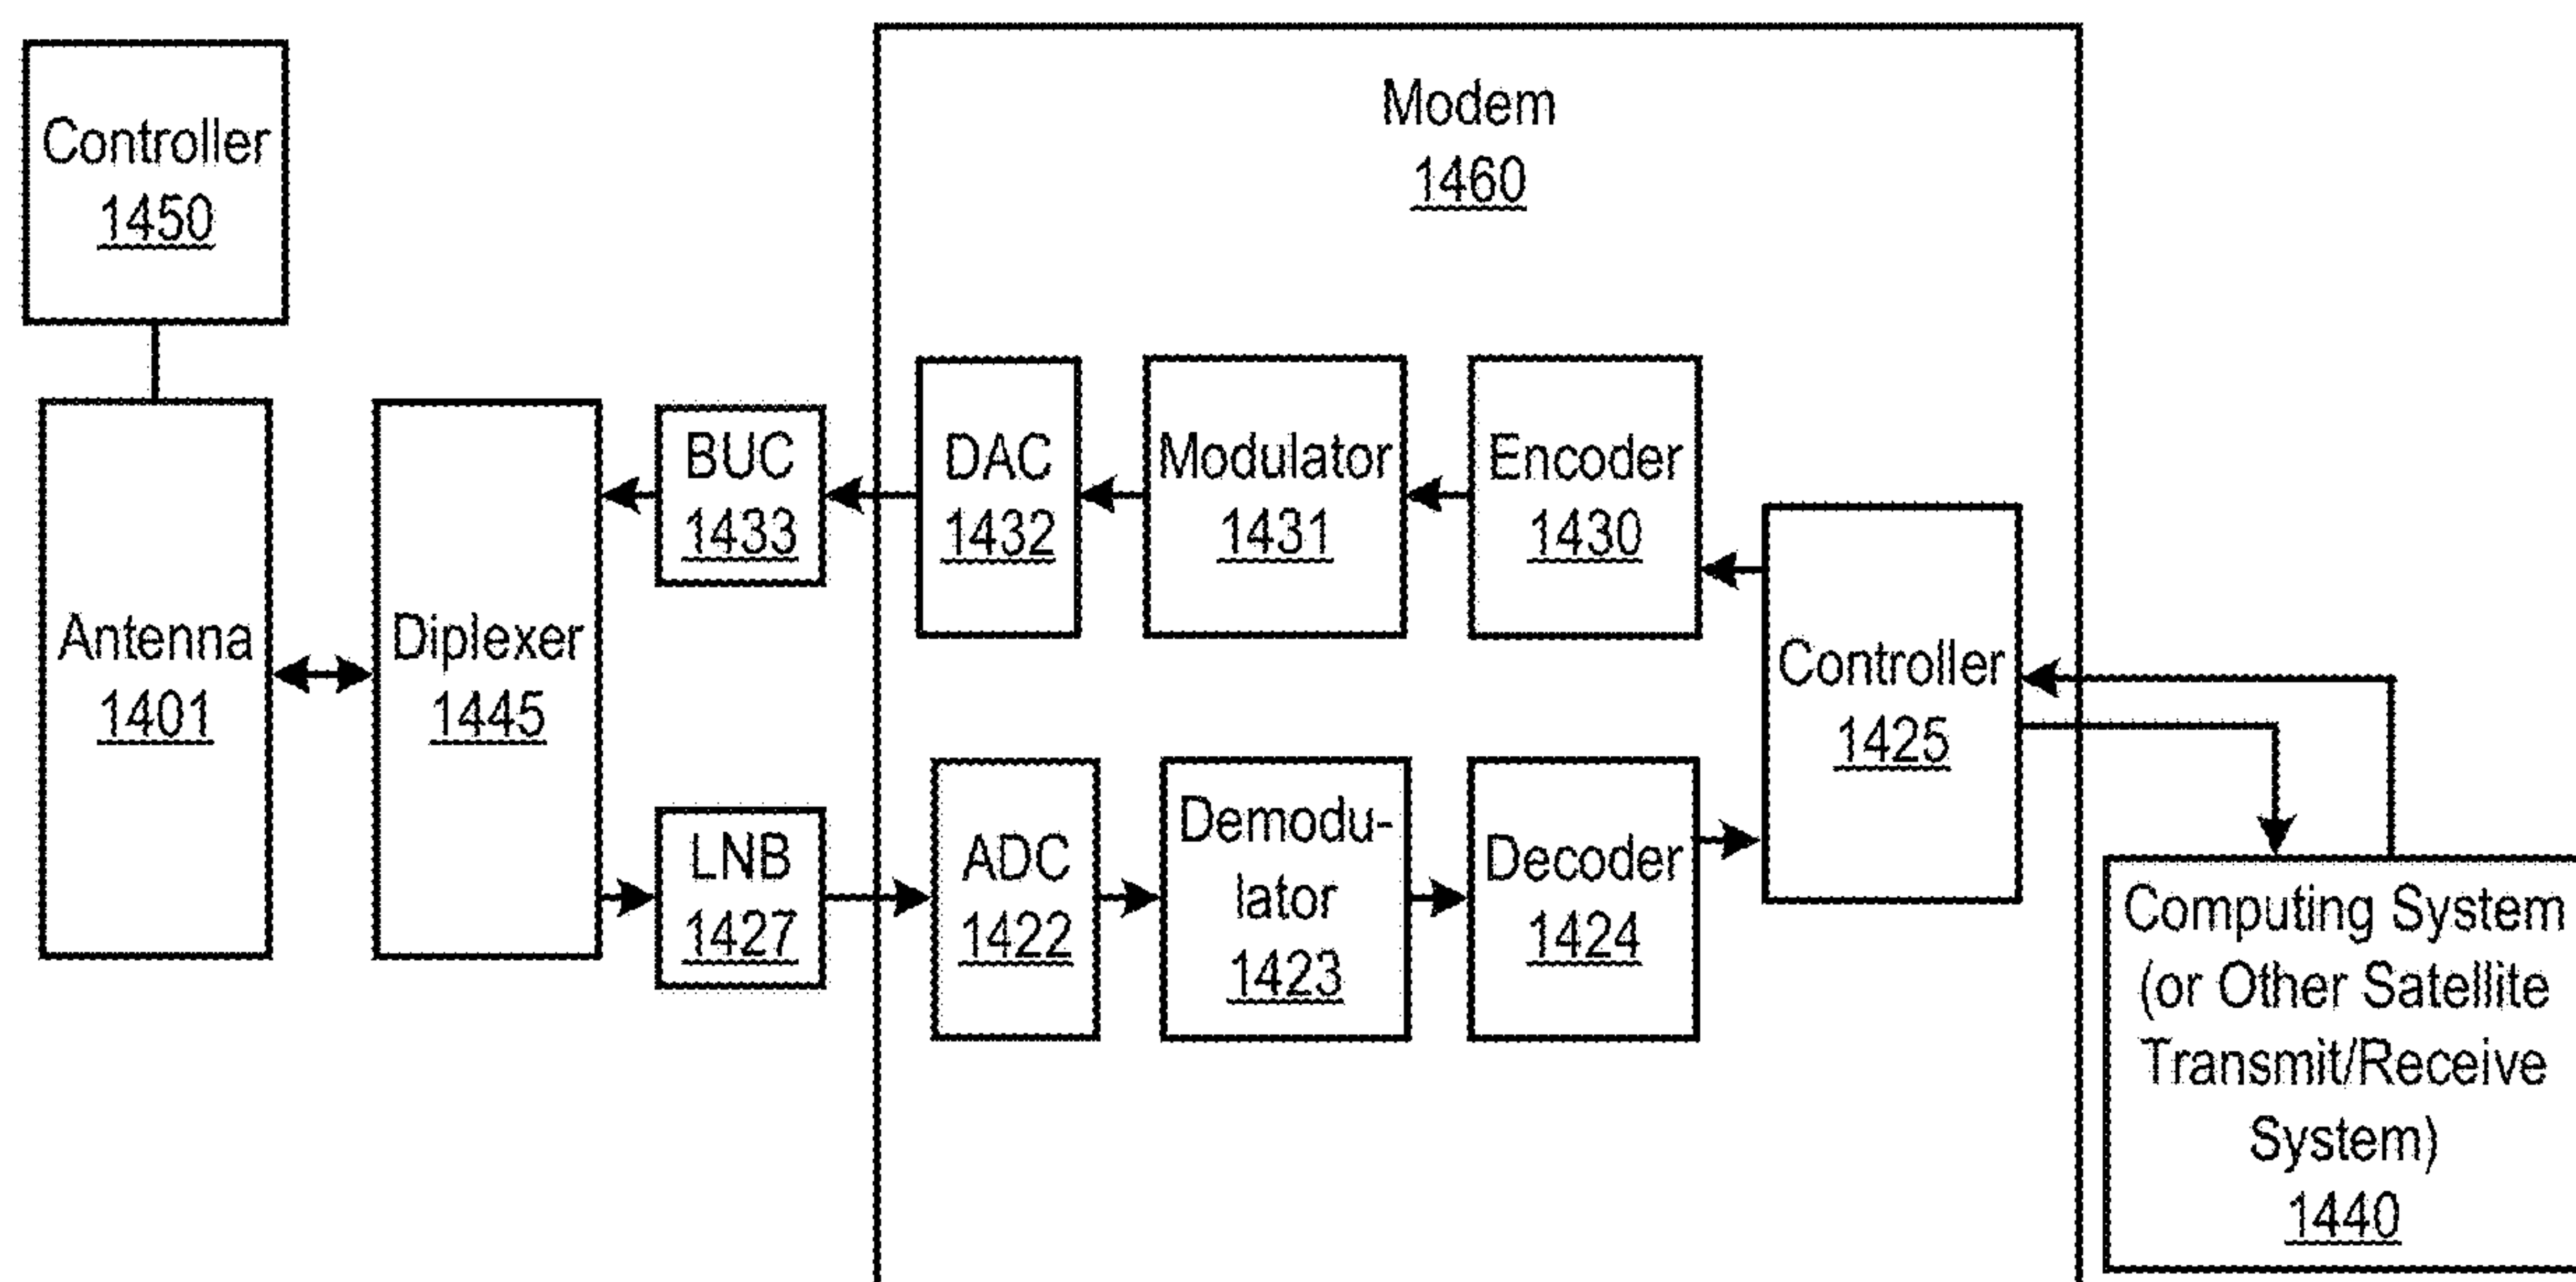 Controller
1450
Modem
1460
Antenna
1401
Diplexer
1445
BUC
1433
DAC
1432
Modulator
1431
Encoder
1430
Controller
1425
LNB
1427
ADC
1422
Demodu-
lator
1423
Decoder
1424
Computing System
(or Other Satellite
Transmit/Receive
System)
1440